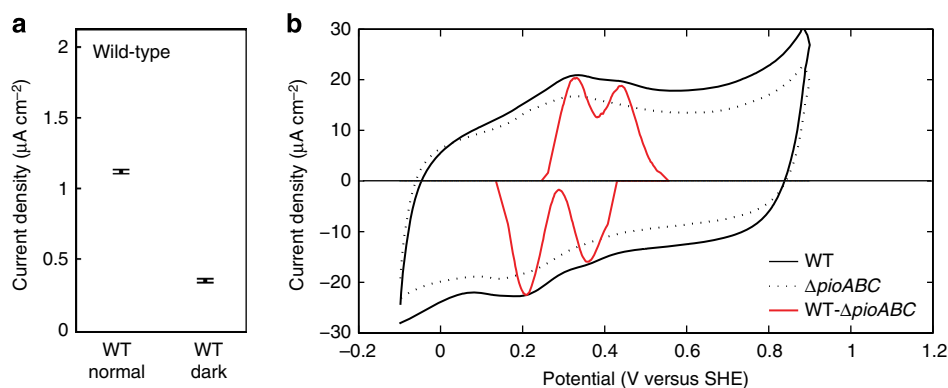 a
Wild-type
Current density (μA cm−2)
2
1.5
1
0.5
0
WT
normal
WT
dark
b
Current density (μA cm−2)
30
20
10
0
−10
−20
−30
−0.2
0
0.2
0.4
0.6
0.8
1
1.2
Potential (V versus SHE)
WT
ΔpioABC
WT-ΔpioABC